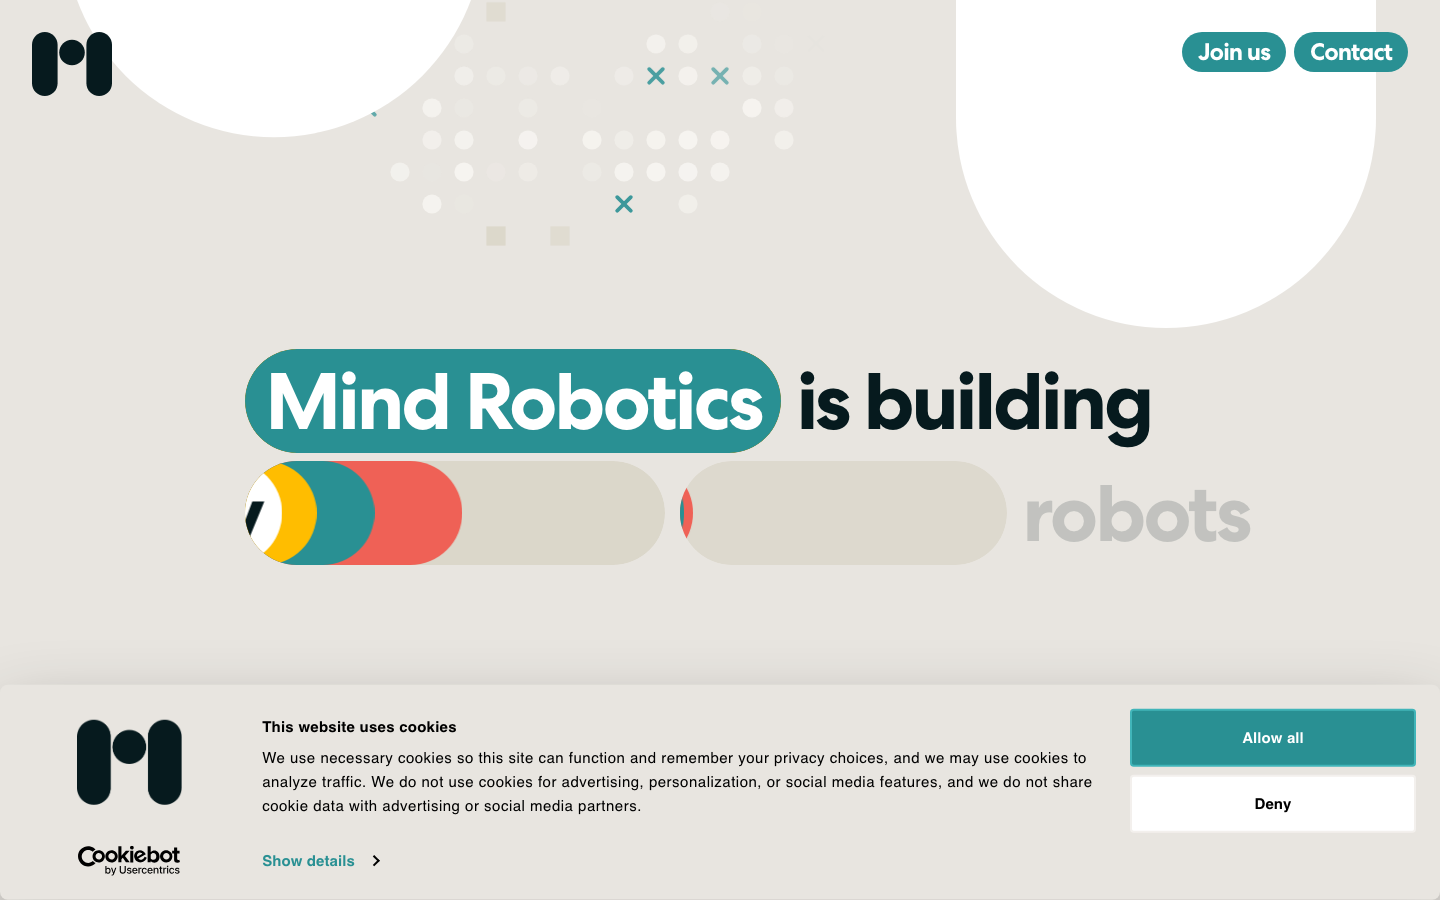 Join us
Contact
Mind Robotics is building
robots
This website uses cookies
We use necessary cookies so this site can function and remember your privacy choices, and we may use cookies to
analyze traffic. We do not use cookies for advertising, personalization, or social media features, and we do not share
cookie data with advertising or social media partners.
Show details
Allow all
Deny
Cookiebot
by Usercentrics